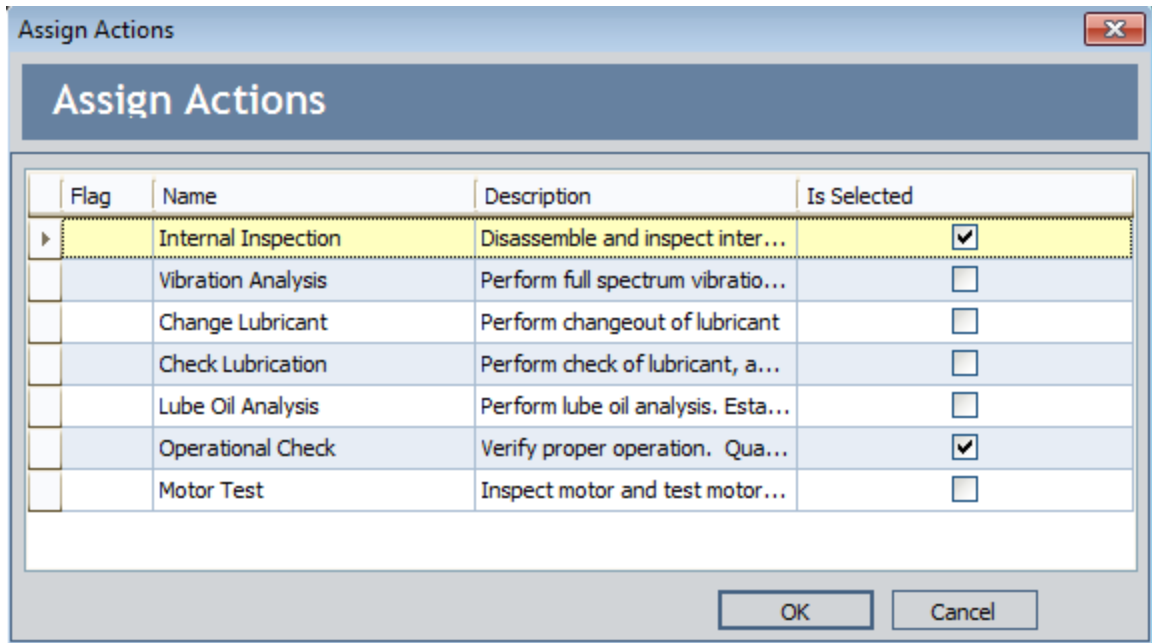 Assign Actions
Assign Actions
Flag Name Description Is Selected
Internal Inspection Disassemble and inspect inter...
Vibration Analysis Perform full spectrum vibratio...
Change Lubricant Perform changeout of lubricant
Check Lubrication Perform check of lubricant, a...
Lube Oil Analysis Perform lube oil analysis. Esta...
Operational Check Verify proper operation.  Qua...
Motor Test Inspect motor and test motor...
OK Cancel